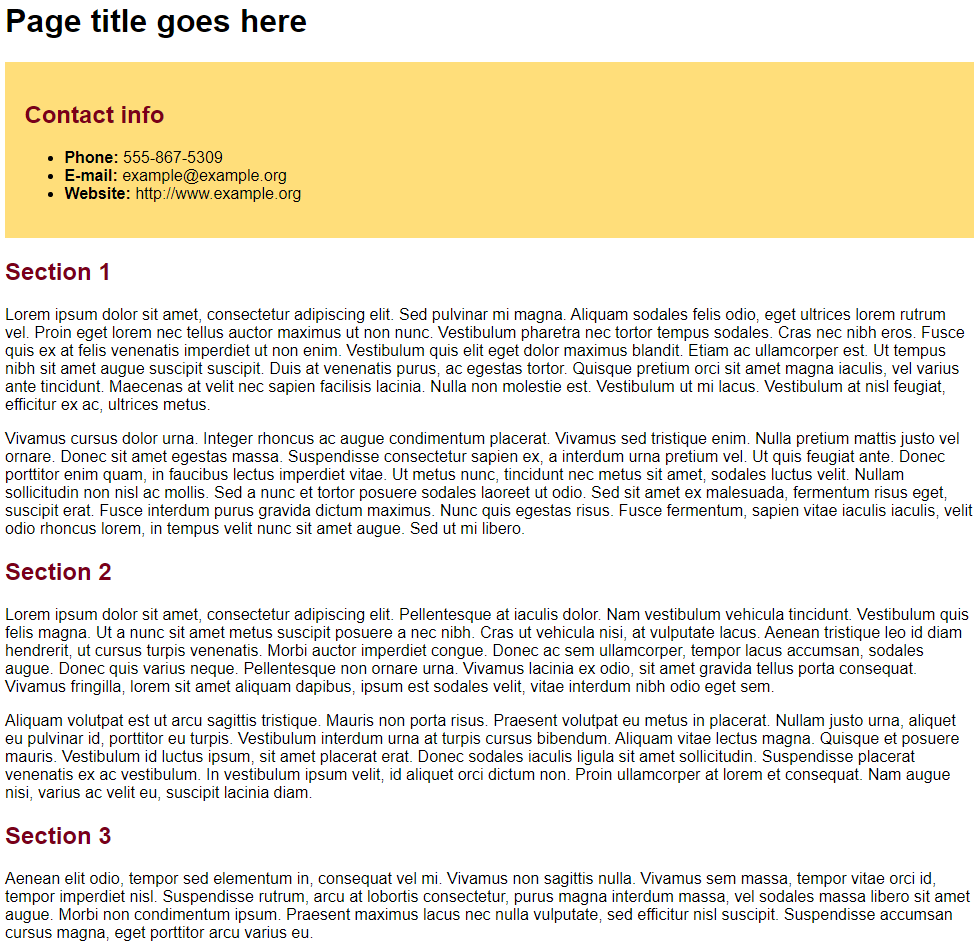 Page title goes here
Contact info
Phone: 555-867-5309
E-mail: example@example.org
Website: http://www.example.org
Section 1
Lorem ipsum dolor sit amet, consectetur adipiscing elit. Sed pulvinar mi magna. Aliquam sodales felis odio, eget ultrices lorem rutrum
vel. Proin eget lorem nec tellus auctor maximus ut non nunc. Vestibulum pharetra nec tortor tempus sodales. Cras nec nibh eros. Fusce
quis ex at felis venenatis imperdiet ut non enim. Vestibulum quis elit eget dolor maximus blandit. Etiam ac ullamcorper est. Ut tempus
nibh sit amet augue suscipit suscipit. Duis at venenatis purus, ac egestas tortor. Quisque pretium orci sit amet magna iaculis, vel varius
ante tincidunt. Maecenas at velit nec sapien facilisis lacinia. Nulla non molestie est. Vestibulum ut mi lacus. Vestibulum at nisl feugiat,
efficitur ex ac, ultrices metus.
Vivamus cursus dolor urna. Integer rhoncus ac augue condimentum placerat. Vivamus sed tristique enim. Nulla pretium mattis justo vel
ornare. Donec sit amet egestas massa. Suspendisse consectetur sapien ex, a interdum urna pretium vel. Ut quis feugiat ante. Donec
porttitor enim quam, in faucibus lectus imperdiet vitae. Ut metus nunc, tincidunt nec metus sit amet, sodales luctus velit. Nullam
sollicitudin non nisl ac mollis. Sed a nunc et tortor posuere sodales laoreet ut odio. Sed sit amet ex malesuada, fermentum risus eget,
suscipit erat. Fusce interdum purus gravida dictum maximus. Nunc quis egestas risus. Fusce fermentum, sapien vitae iaculis iaculis, velit
odio rhoncus lorem, in tempus velit nunc sit amet augue. Sed ut mi libero.
Section 2
Lorem ipsum dolor sit amet, consectetur adipiscing elit. Pellentesque at iaculis dolor. Nam vestibulum vehicula tincidunt. Vestibulum quis
felis magna. Ut a nunc sit amet metus suscipit posuere a nec nibh. Cras ut vehicula nisi, at vulputate lacus. Aenean tristique leo id diam
hendrerit, ut cursus turpis venenatis. Morbi auctor imperdiet congue. Donec ac sem ullamcorper, tempor lacus accumsan, sodales
augue. Donec quis varius neque. Pellentesque non ornare urna. Vivamus lacinia ex odio, sit amet gravida tellus porta consequat.
Vivamus fringilla, lorem sit amet aliquam dapibus, ipsum est sodales velit, vitae interdum nibh odio eget sem.
Aliquam volutpat est ut arcu sagittis tristique. Mauris non porta risus. Praesent volutpat eu metus in placerat. Nullam justo urna, aliquet
eu pulvinar id, porttitor eu turpis. Vestibulum interdum urna at turpis cursus bibendum. Aliquam vitae lectus magna. Quisque et posuere
mauris. Vestibulum id luctus ipsum, sit amet placerat erat. Donec sodales iaculis ligula sit amet sollicitudin. Suspendisse placerat
venenatis ex ac vestibulum. In vestibulum ipsum velit, id aliquet orci dictum non. Proin ullamcorper at lorem et consequat. Nam augue
nisi, varius ac velit eu, suscipit lacinia diam.
Section 3
Aenean elit odio, tempor sed elementum in, consequat vel mi. Vivamus non sagittis nulla. Vivamus sem massa, tempor vitae orci id,
tempor imperdiet nisl. Suspendisse rutrum, arcu at lobortis consectetur, purus magna interdum massa, vel sodales massa libero sit amet
augue. Morbi non condimentum ipsum. Praesent maximus lacus nec nulla vulputate, sed efficitur nisl suscipit. Suspendisse accumsan
cursus magna, eget porttitor arcu varius eu.